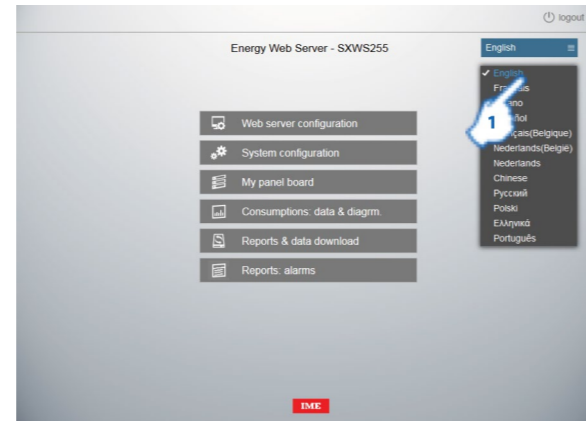 logout
Energy Web Server - SXWS255
English
Web server configuration
System configuration
My panel board
Consumptions: data & diagrm.
Reports & data download
Reports: alarms
English
1
Nederlands(België)
Nederlands
Chinese
Русский
Polski
Ελληνικά
Português
IME